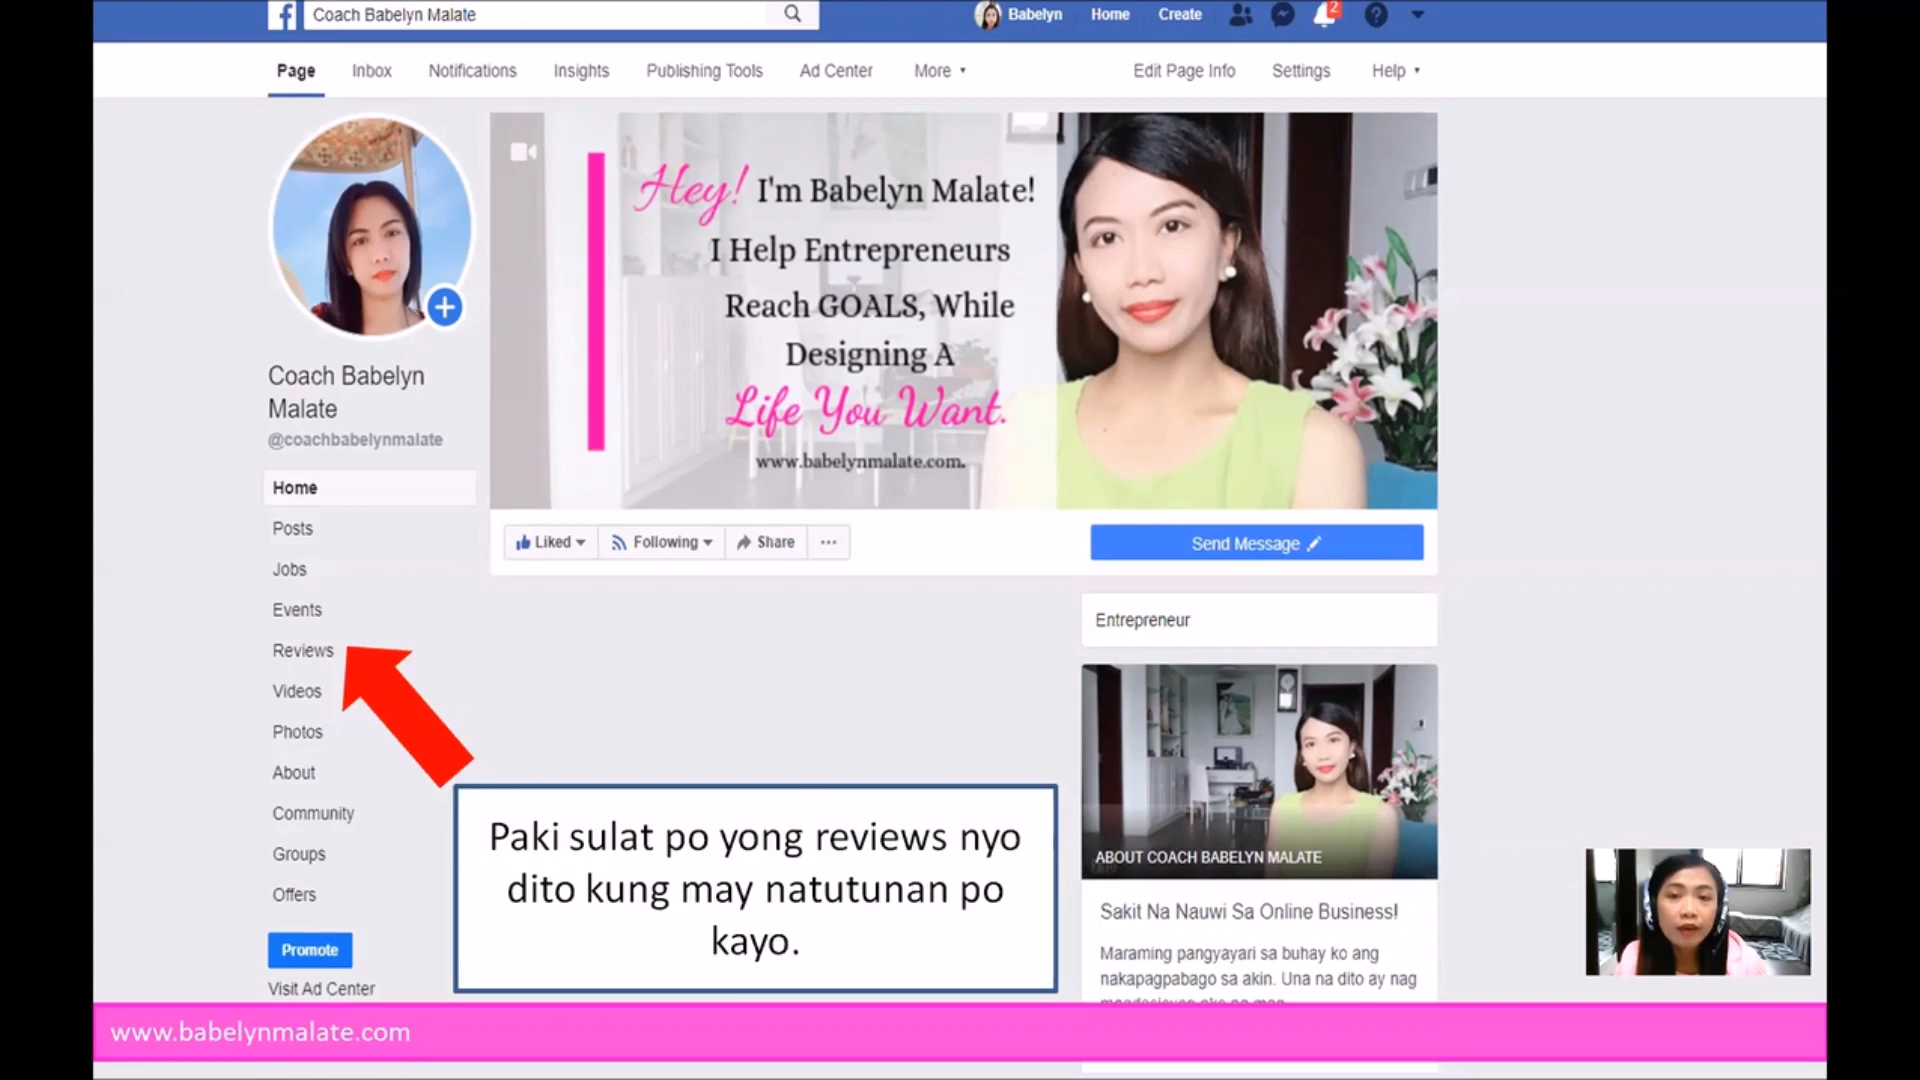 Coach Babelyn Malate
Babelyn Home Create 2
Page Inbox Notifications Insights Publishing Tools Ad Center More Edit Page Info Settings Help
Hey! I'm Babelyn Malate!
I Help Entrepreneurs
Reach GOALS, While
Designing A
Life You Want.
www.babelynmalate.com.
Coach Babelyn
Malate
@coachbabelynmalate
Home
Posts
Jobs
Events
Reviews
Videos
Photos
About
Community
Groups
Offers
Promote
Visit Ad Center
Liked Following Share ...
Send Message
Entrepreneur
ABOUT COACH BABELYN MALATE
Sakit Na Nauwi Sa Online Business!
Maraming pangyayari sa buhay ko ang
nakapagpabago sa akin. Una na dito ay nag
Paki sulat po yong reviews nyo
dito kung may natutunan po
kayo.
www.babelynmalate.com